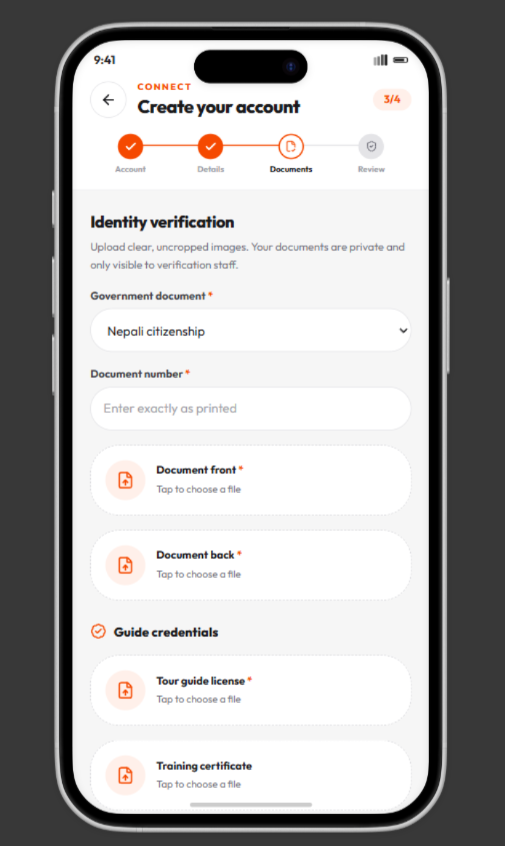 9:41
CONNECT
Create your account
3/4
Account
Details
Documents
Review
Identity verification
Upload clear, uncropped images. Your documents are private and
only visible to verification staff.
Government document *
Nepali citizenship
Document number *
Enter exactly as printed
Document front *
Tap to choose a file
Document back *
Tap to choose a file
Guide credentials
Tour guide license *
Tap to choose a file
Training certificate
Tap to choose a file